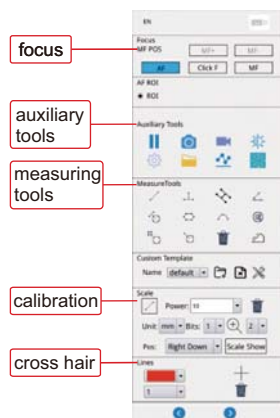 EN
Focus
MF POS MF+ MF-
AF Click F MF
AF ROI
ROI
Auxiliary Tools
MeasureTools
Custom Template
Name default
Scale
Power: 10
Unit mm Bits: 1 2
Pos: Right Down Scale Show
Lines
1
focus
auxiliary
tools
measuring
tools
calibration
cross hair